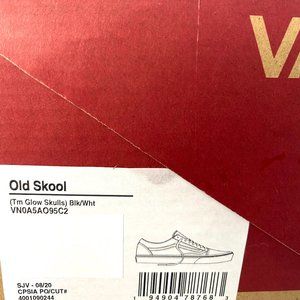 VA
Old Skool
(Tm Glow Skulls) Blk/Wht
VN0A5AO95C2
SJV - 08/20
CPSIA PO/CUT#
4001090244
1 94904 78768